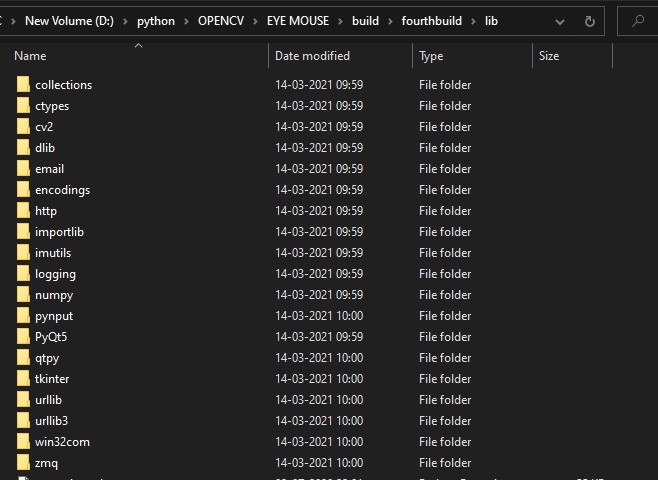 New Volume (D:) > python > OPENCV > EYE MOUSE > build > fourthbuild > lib
Name Date modified Type Size
collections 14-03-2021 09:59 File folder
ctypes 14-03-2021 09:59 File folder
cv2 14-03-2021 09:59 File folder
dlib 14-03-2021 09:59 File folder
email 14-03-2021 09:59 File folder
encodings 14-03-2021 09:59 File folder
http 14-03-2021 09:59 File folder
importlib 14-03-2021 09:59 File folder
imutils 14-03-2021 09:59 File folder
logging 14-03-2021 09:59 File folder
numpy 14-03-2021 09:59 File folder
pynput 14-03-2021 10:00 File folder
PyQt5 14-03-2021 09:59 File folder
qtpy 14-03-2021 10:00 File folder
tkinter 14-03-2021 10:00 File folder
urllib 14-03-2021 10:00 File folder
urllib3 14-03-2021 10:00 File folder
win32com 14-03-2021 10:00 File folder
zmq 14-03-2021 10:00 File folder